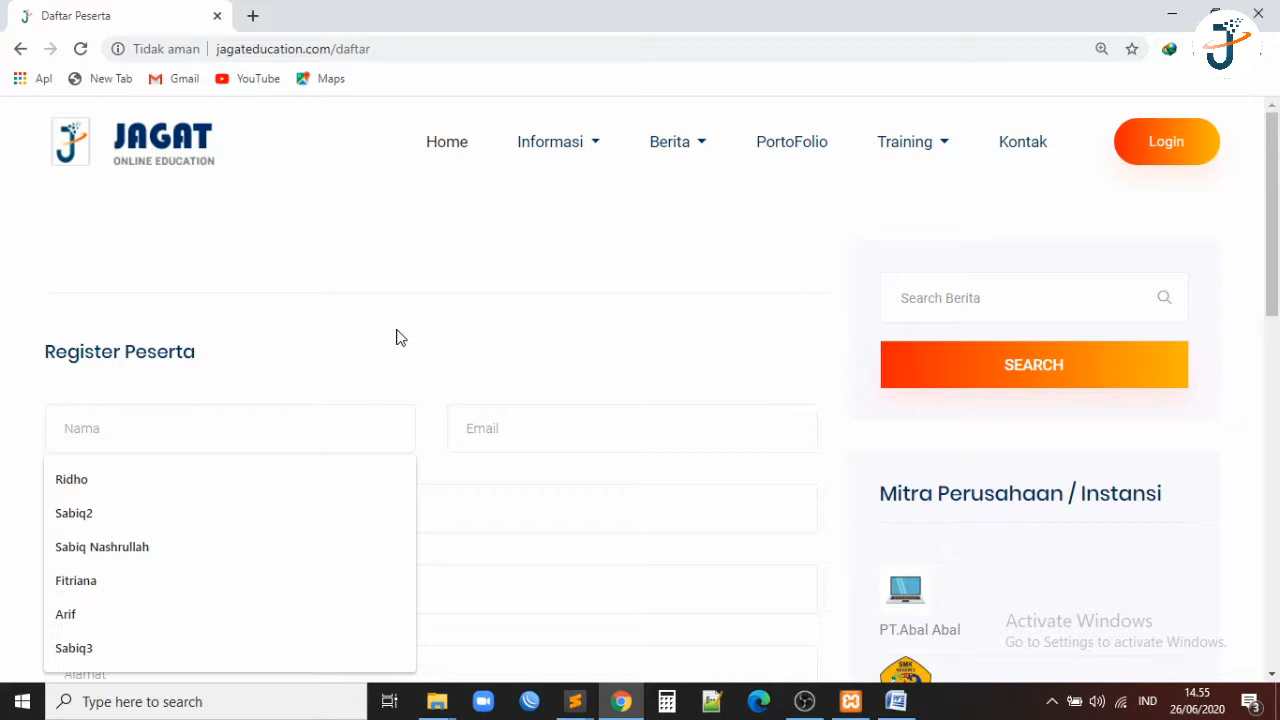 Daftar Peserta
Tidak aman jagateducation.com/daftar
Apl New Tab Gmail YouTube Maps
JAGAT
ONLINE EDUCATION
Home Informasi Berita PortoFolio Training Kontak Login
Search Berita
SEARCH
Register Peserta
Nama Email
Ridho
Sabiq2
Sabiq Nashrullah
Fitriana
Arif
Sabiq3
Alamat
Mitra Perusahaan / Instansi
PT.Abal Abal
SMK
Activate Windows
Go to Settings to activate Windows.
Type here to search
IND
14.55
26/06/2020
3